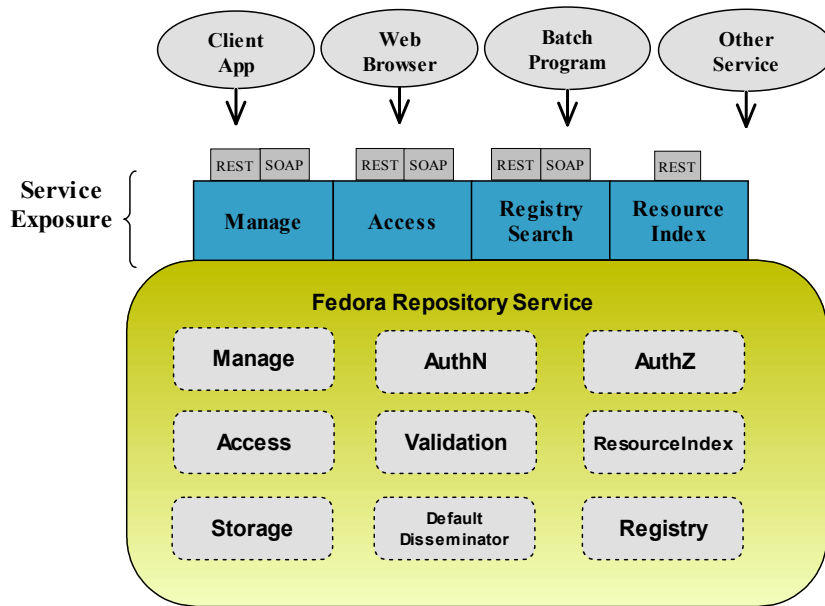 Client
App
Web
Browser
Batch
Program
Other
Service
REST SOAP
REST SOAP
REST SOAP
REST
Service
Exposure
Manage
Access
Registry
Search
Resource
Index
Fedora Repository Service
Manage
AuthN
AuthZ
Access
Validation
ResourceIndex
Storage
Default
Disseminator
Registry